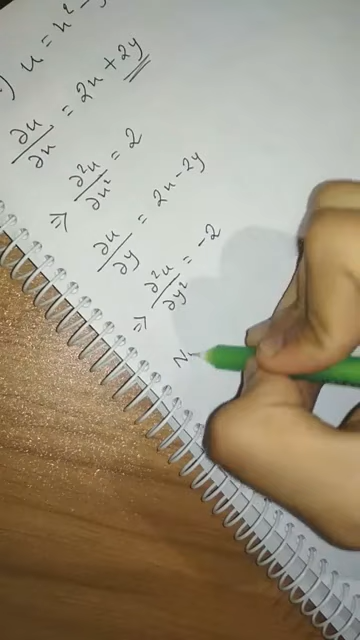 ) u = x² -
∂u/∂x = 2x + 2y
⇒ ∂²u/∂x² = 2
∂u/∂y = 2x - 2y
⇒ ∂²u/∂y² = -2
N